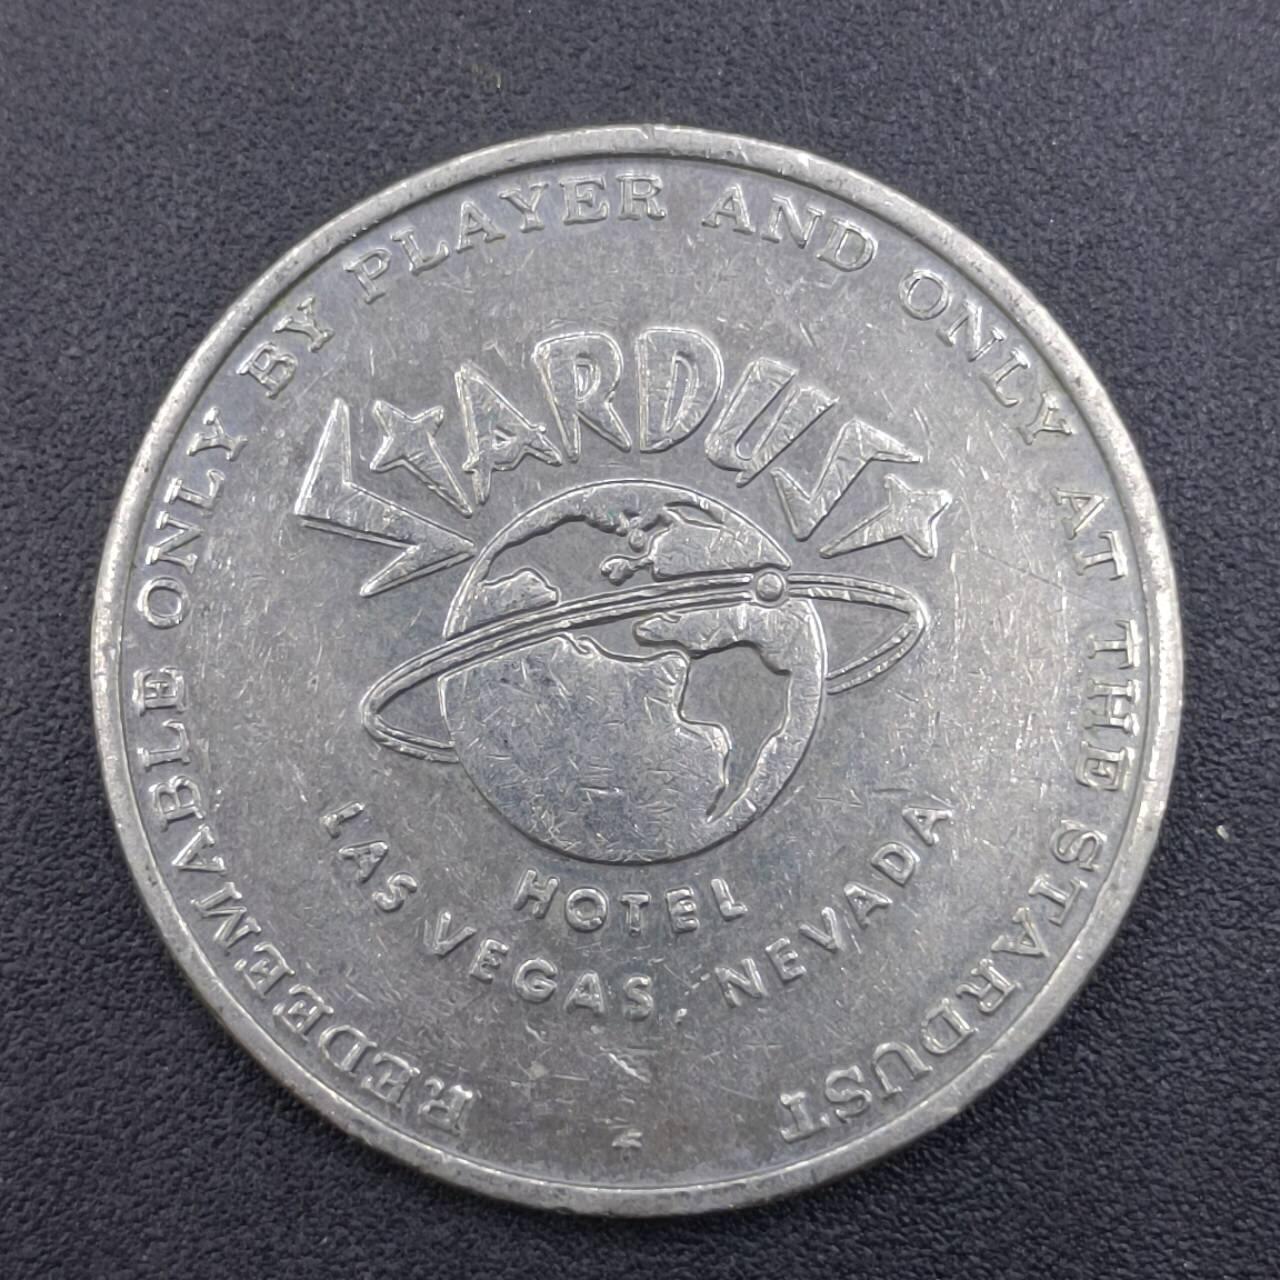 REDEEMABLE ONLY BY PLAYER AND ONLY AT THE STARDUST
STARDUST
HOTEL
LAS VEGAS, NEVADA